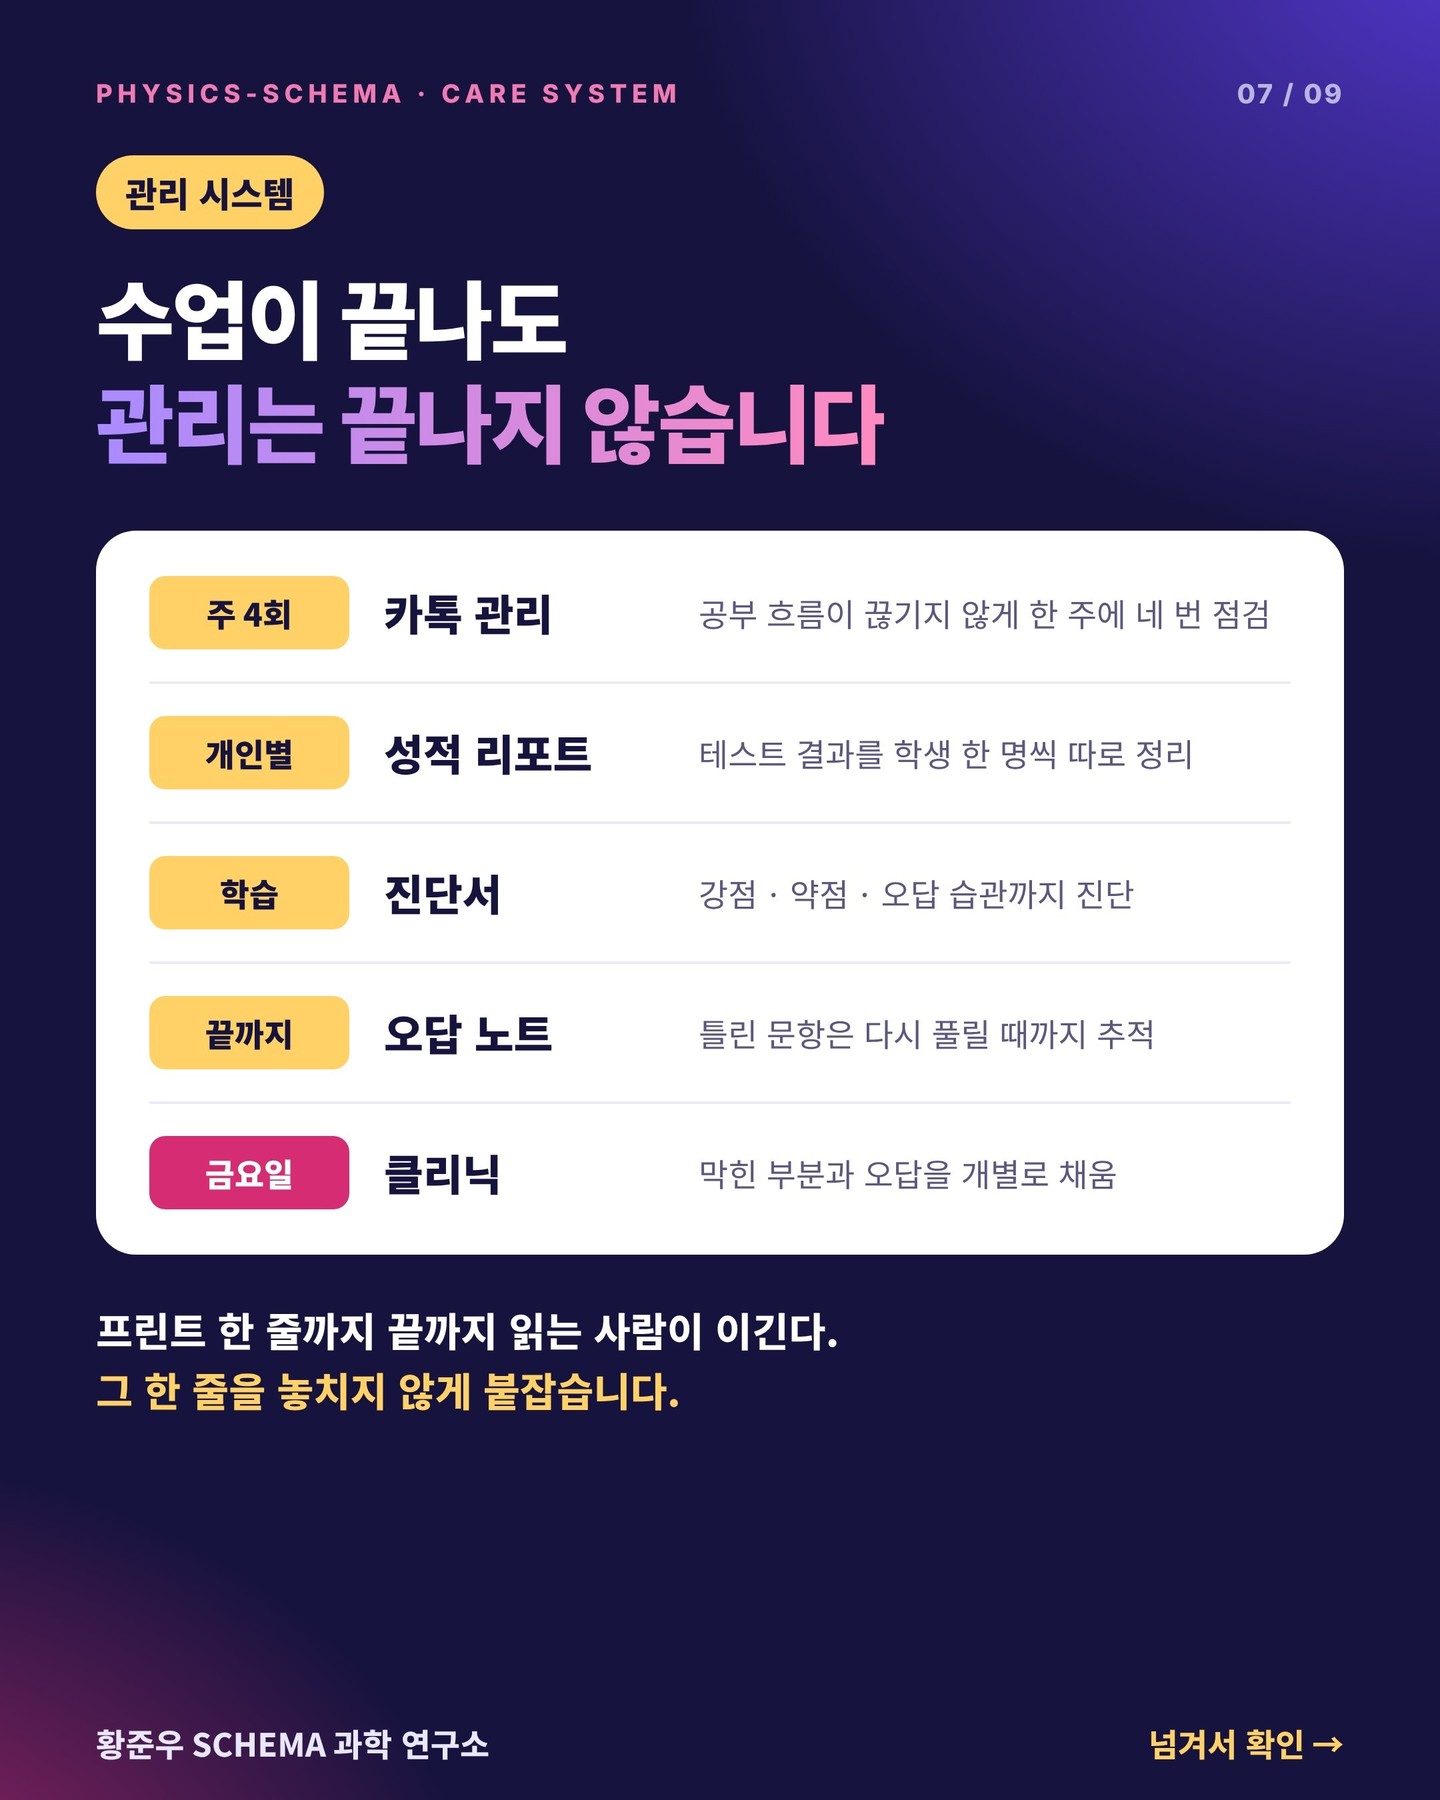 PHYSICS-SCHEMA · CARE SYSTEM
07 / 09
관리 시스템
수업이 끝나도
관리는 끝나지 않습니다
주 4회 카톡 관리 공부 흐름이 끊기지 않게 한 주에 네 번 점검
개인별 성적 리포트 테스트 결과를 학생 한 명씩 따로 정리
학습 진단서 강점 · 약점 · 오답 습관까지 진단
끝까지 오답 노트 틀린 문항은 다시 풀릴 때까지 추적
금요일 클리닉 막힌 부분과 오답을 개별로 채움
프린트 한 줄까지 끝까지 읽는 사람이 이긴다.
그 한 줄을 놓치지 않게 붙잡습니다.
황준우 SCHEMA 과학 연구소
넘겨서 확인 →